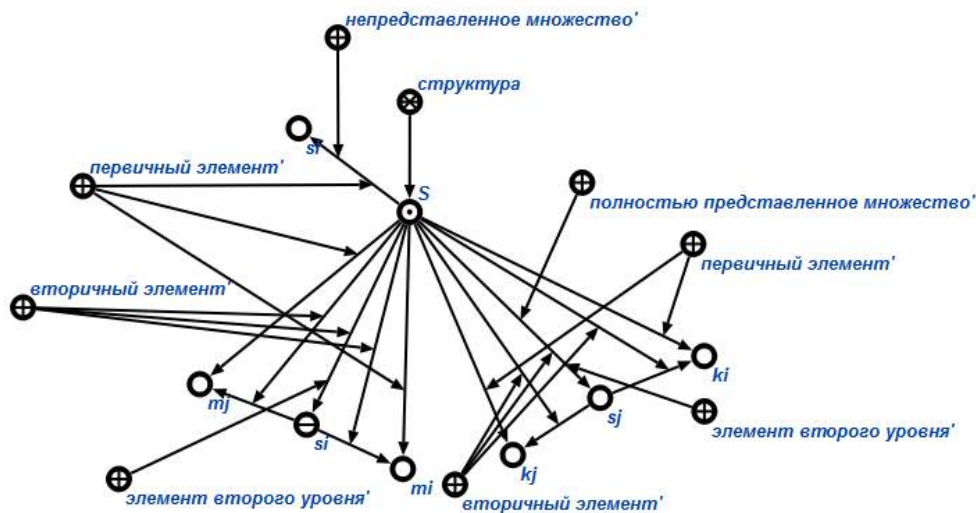 непредставленное множество'
структура
sr
первичный элемент'
S
полностью представленное множество'
первичный элемент'
вторичный элемент'
ki
mj
sj
элемент второго уровня'
si
kj
mi
элемент второго уровня'
вторичный элемент'